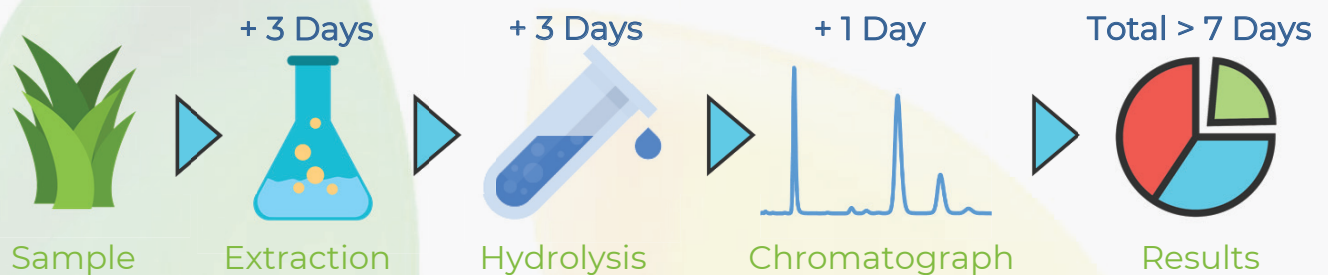 + 3 Days
+ 3 Days
+ 1 Day
Total > 7 Days
Sample
Extraction
Hydrolysis
Chromatograph
Results